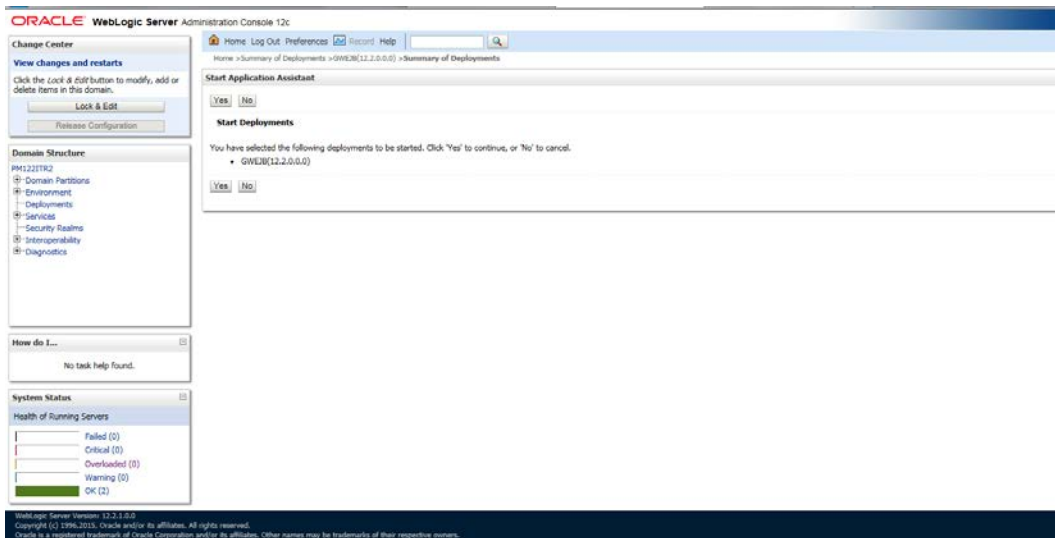 ORACLE WebLogic Server Administration Console 12c
Change Center
View changes and restarts
Click the Lock & Edit button to modify, add or
delete items in this domain.
Lock & Edit
Release Configuration
Domain Structure
PM122ITR2
Domain Partitions
Environment
Deployments
Services
Security Realms
Interoperability
Diagnostics
How do I...
No task help found.
System Status
Health of Running Servers
Failed (0)
Critical (0)
Overloaded (0)
Warning (0)
OK (2)
Home Log Out Preferences Record Help
Home >Summary of Deployments >GWEJB(12.2.0.0.0) >Summary of Deployments
Start Application Assistant
Yes No
Start Deployments
You have selected the following deployments to be started. Click 'Yes' to continue, or 'No' to cancel.
• GWEJB(12.2.0.0.0)
Yes No
WebLogic Server Version: 12.2.1.0.0
Copyright (c) 1996,2015, Oracle and/or its affiliates. All rights reserved.
Oracle is a registered trademark of Oracle Corporation and/or its affiliates. Other names may be trademarks of their respective owners.